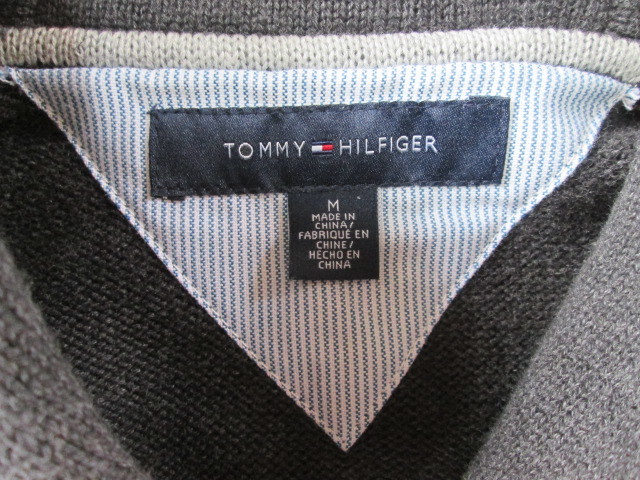 TOMMY HILFIGER
M
MADE IN
CHINA/
FABRIQUÉ EN
CHINE/
HECHO EN
CHINA